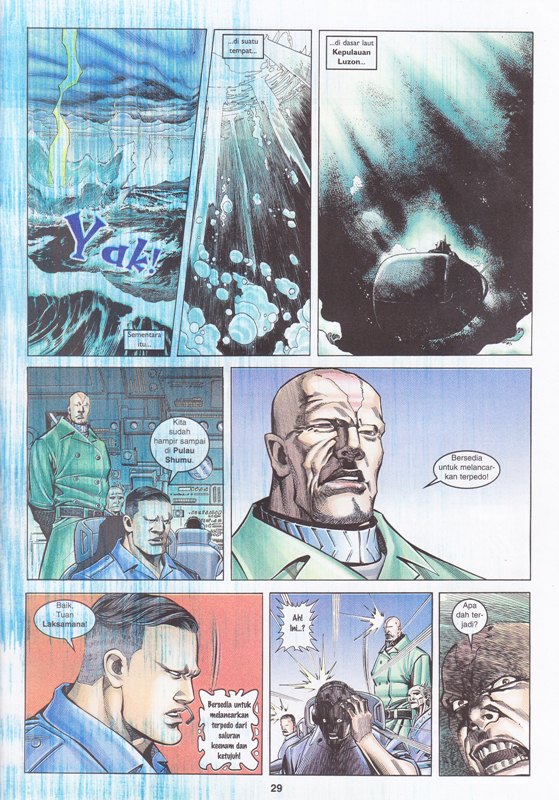 Yak!
Sementara
itu...
...di suatu
tempat...
...di dasar laut
Kepulauan
Luzon...
Kita
sudah
hampir sampai
di Pulau
Shumu.
Bersedia
untuk melancar-
kan terpedo!
Baik,
Tuan
Laksamana!
Bersedia untuk
melancarkan
terpedo dari
saluran
keenam dan
ketujuh!
Ah!
Ini...?
Apa
dah ter-
jadi?
29